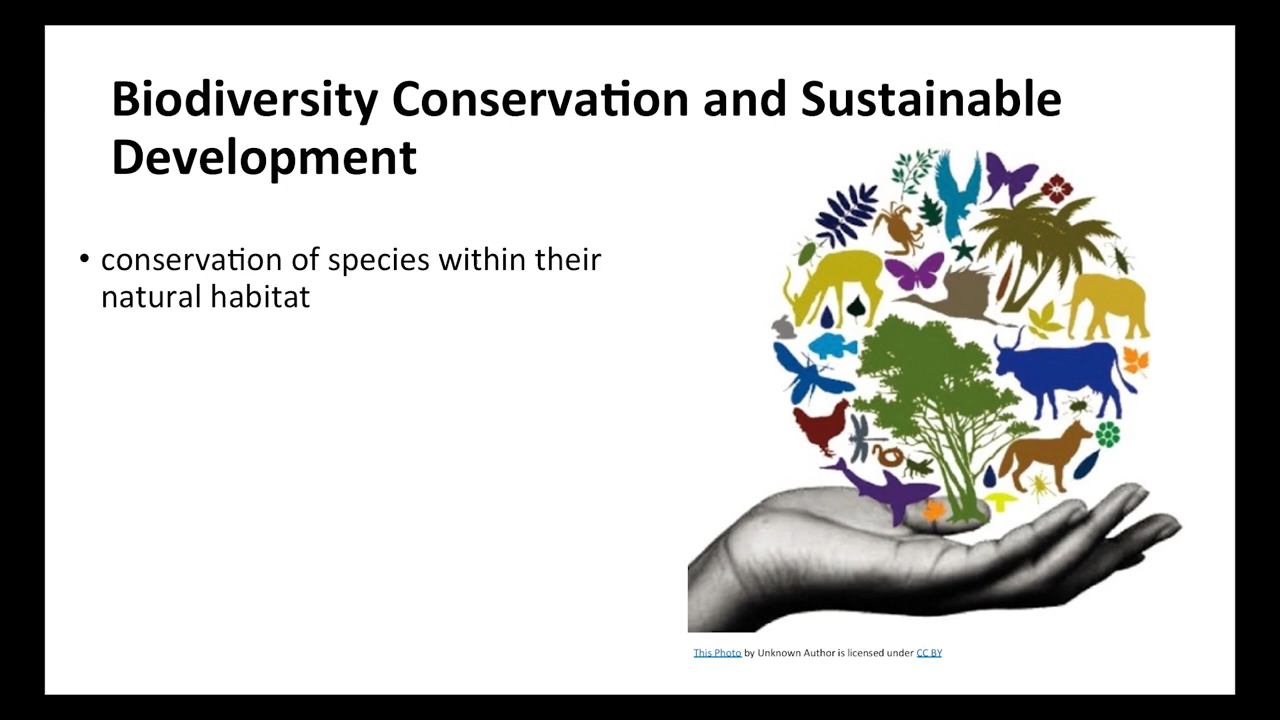 Biodiversity Conservation and Sustainable
Development
• conservation of species within their
natural habitat
This Photo by Unknown Author is licensed under CC BY